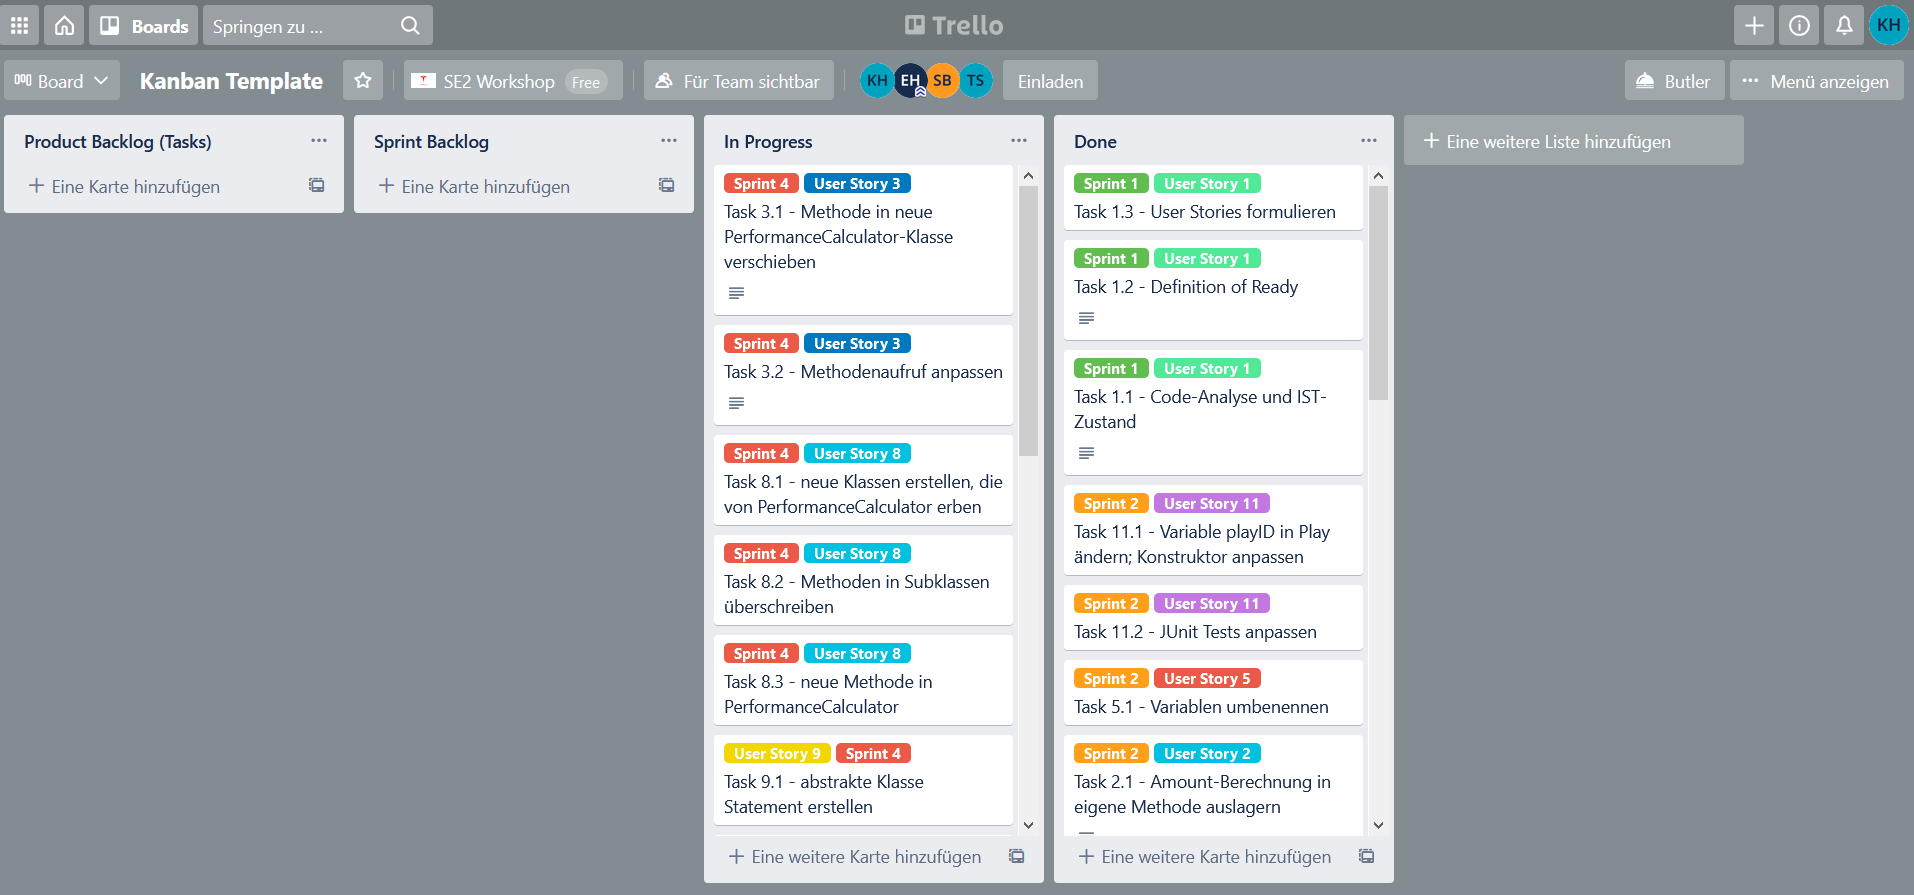 Boards
Springen zu ...
Trello
KH
Board
Kanban Template
SE2 Workshop Free
Für Team sichtbar
KH EH SB TS
Einladen
Butler
Menü anzeigen
Product Backlog (Tasks)
Eine Karte hinzufügen
Sprint Backlog
Eine Karte hinzufügen
In Progress
Sprint 4 User Story 3
Task 3.1 - Methode in neue
PerformanceCalculator-Klasse
verschieben
Sprint 4 User Story 3
Task 3.2 - Methodenaufruf anpassen
Sprint 4 User Story 8
Task 8.1 - neue Klassen erstellen, die
von PerformanceCalculator erben
Sprint 4 User Story 8
Task 8.2 - Methoden in Subklassen
überschreiben
Sprint 4 User Story 8
Task 8.3 - neue Methode in
PerformanceCalculator
User Story 9 Sprint 4
Task 9.1 - abstrakte Klasse
Statement erstellen
Eine weitere Karte hinzufügen
Done
Sprint 1 User Story 1
Task 1.3 - User Stories formulieren
Sprint 1 User Story 1
Task 1.2 - Definition of Ready
Sprint 1 User Story 1
Task 1.1 - Code-Analyse und IST-
Zustand
Sprint 2 User Story 11
Task 11.1 - Variable playID in Play
ändern; Konstruktor anpassen
Sprint 2 User Story 11
Task 11.2 - JUnit Tests anpassen
Sprint 2 User Story 5
Task 5.1 - Variablen umbenennen
Sprint 2 User Story 2
Task 2.1 - Amount-Berechnung in
eigene Methode auslagern
Eine weitere Karte hinzufügen
Eine weitere Liste hinzufügen